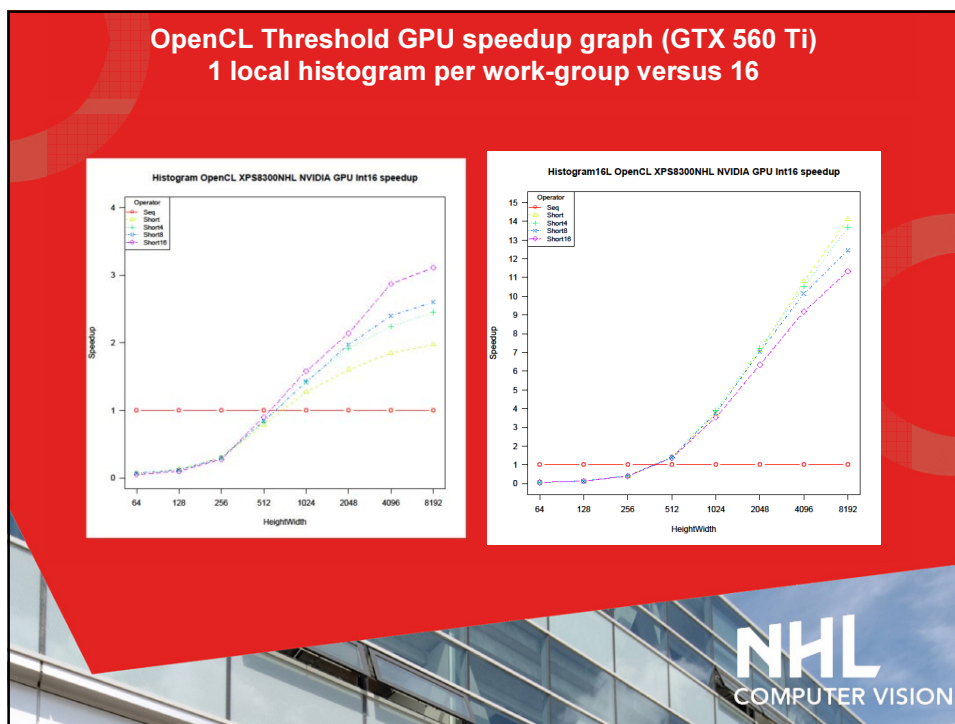 OpenCL Threshold GPU speedup graph (GTX 560 Ti)
1 local histogram per work-group versus 16
Histogram OpenCL XPS8300NHL NVIDIA GPU Int16 speedup
Operator
Seq
Short
Short4
Short8
Short16
Speedup
4
3
2
1
0
64 128 256 512 1024 2048 4096 8192
HeightWidth
Histogram16L OpenCL XPS8300NHL NVIDIA GPU Int16 speedup
Operator
Seq
Short
Short4
Short8
Short16
Speedup
15
14
13
12
11
10
9
8
7
6
5
4
3
2
1
0
64 128 256 512 1024 2048 4096 8192
HeightWidth
NHL
COMPUTER VISION